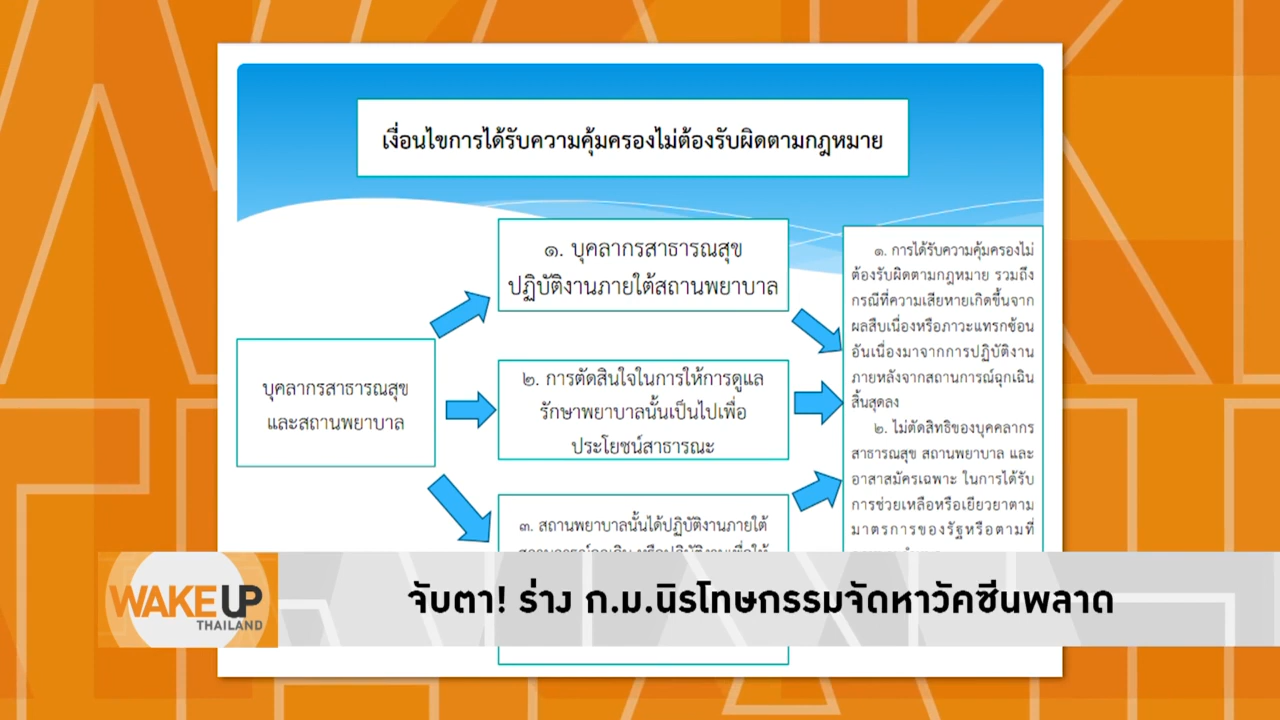 เงื่อนไขการได้รับความคุ้มครองไม่ต้องรับผิดตามกฎหมาย
บุคลากรสาธารณสุข
และสถานพยาบาล
๑. บุคลากรสาธารณสุข
ปฏิบัติงานภายใต้สถานพยาบาล
๒. การตัดสินใจในการให้การดูแล
รักษาพยาบาลนั้นเป็นไปเพื่อ
ประโยชน์สาธารณะ
๓. สถานพยาบาลนั้นได้ปฏิบัติงานภายใต้
๑. การได้รับความคุ้มครองไม่
ต้องรับผิดตามกฎหมาย รวมถึง
กรณีที่ความเสียหายเกิดขึ้นจาก
ผลสืบเนื่องหรือภาวะแทรกซ้อน
อันเนื่องมาจากการปฏิบัติงาน
ภายหลังจากสถานการณ์ฉุกเฉิน
สิ้นสุดลง
๒. ไม่ตัดสิทธิของบุคคลากร
สาธารณสุข สถานพยาบาล และ
อาสาสมัครเฉพาะ ในการได้รับ
การช่วยเหลือหรือเยียวยาตาม
มาตรการของรัฐหรือตามที่
WAKE UP
THAILAND
จับตา! ร่าง ก.ม.นิรโทษกรรมจัดหาวัคซีนพลาด